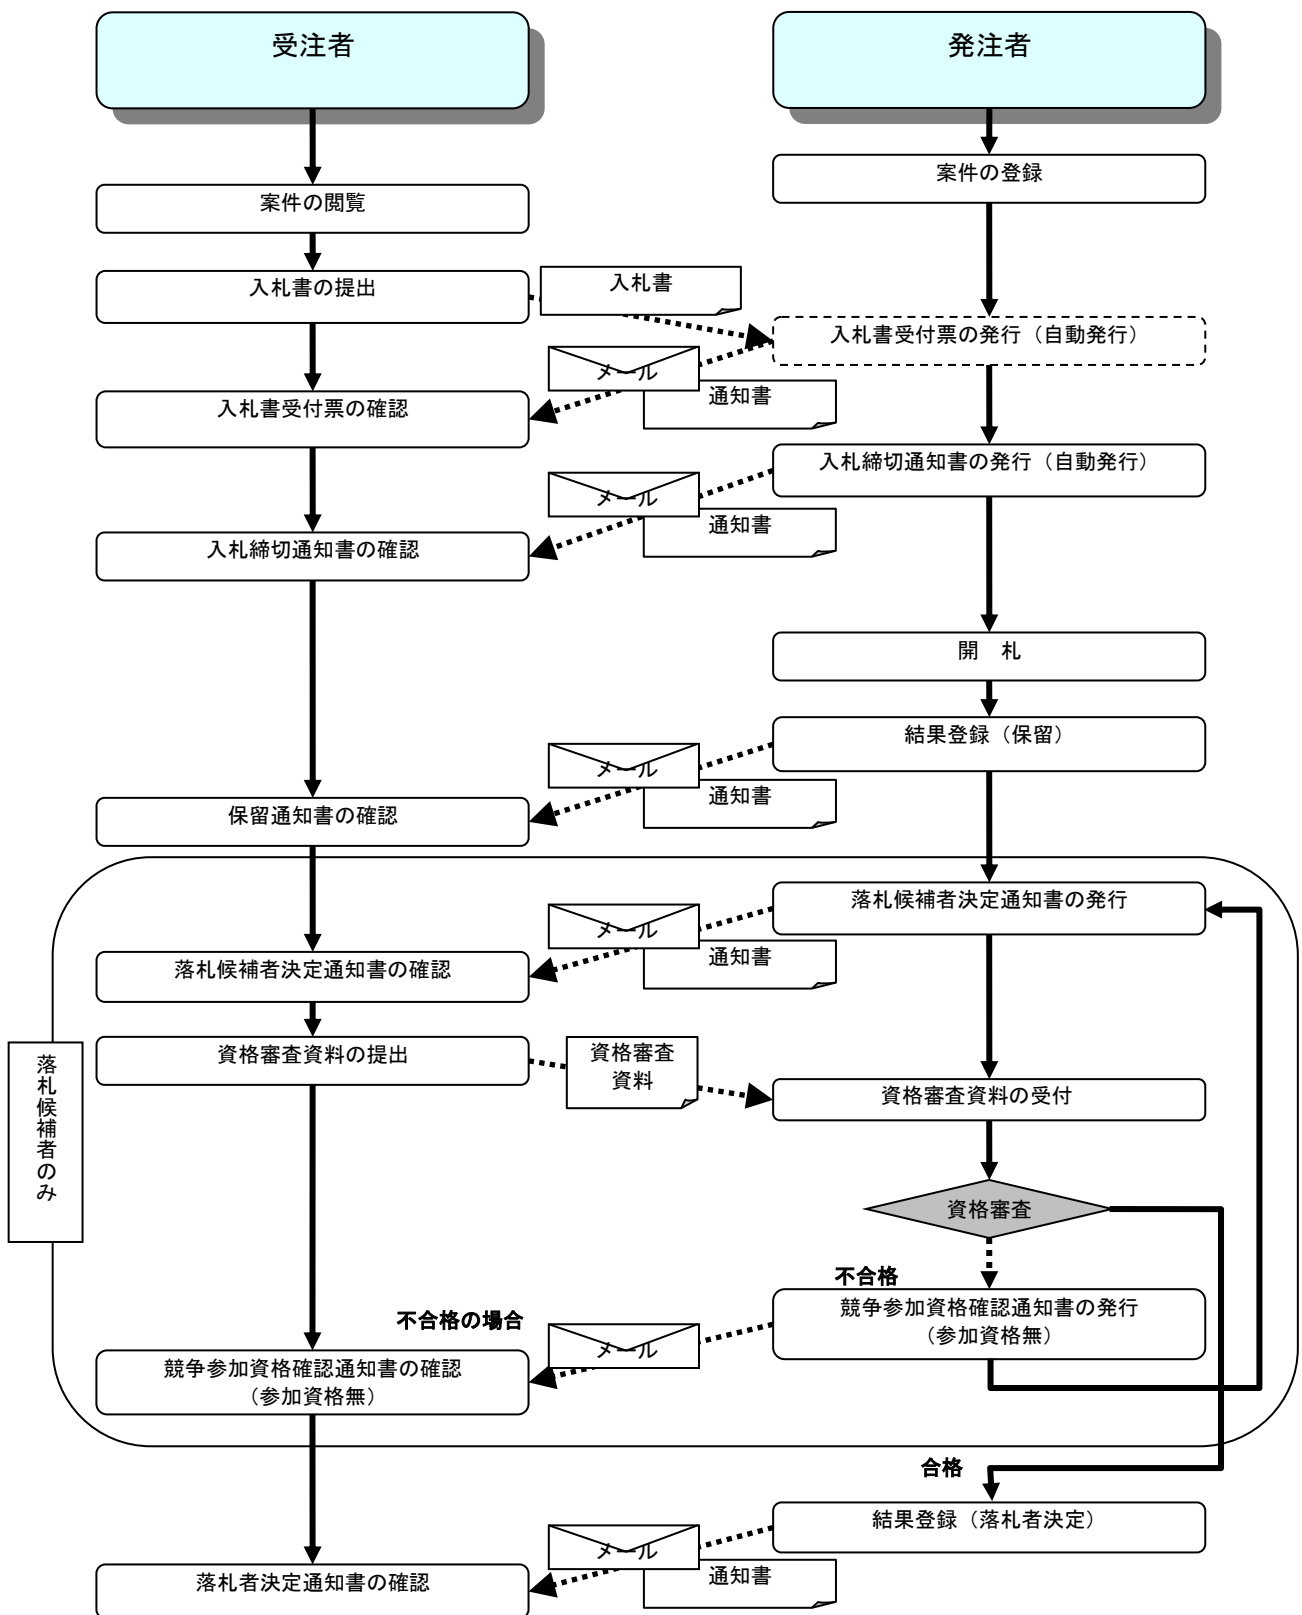 受注者
発注者
案件の登録
案件の閲覧
入札書の提出
入札書
入札書受付票の発行（自動発行）
メール
通知書
入札書受付票の確認
入札締切通知書の発行（自動発行）
メール
通知書
入札締切通知書の確認
開　札
結果登録（保留）
メール
通知書
保留通知書の確認
落札候補者決定通知書の発行
メール
通知書
落札候補者決定通知書の確認
資格審査資料の提出
資格審査
資料
落札候補者のみ
資格審査資料の受付
資格審査
不合格
競争参加資格確認通知書の発行
（参加資格無）
不合格の場合
メール
競争参加資格確認通知書の確認
（参加資格無）
合格
結果登録（落札者決定）
メール
通知書
落札者決定通知書の確認